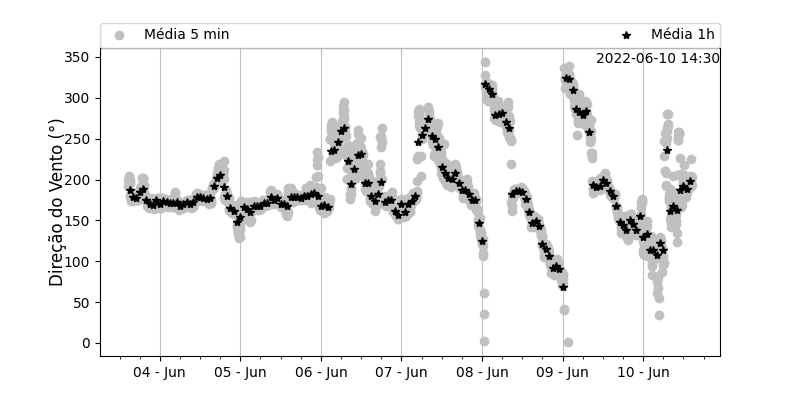 Média 5 min
Média 1h
2022-06-10 14:30
Direção do Vento (°)
350
300
250
200
150
100
50
0
04 - Jun
05 - Jun
06 - Jun
07 - Jun
08 - Jun
09 - Jun
10 - Jun